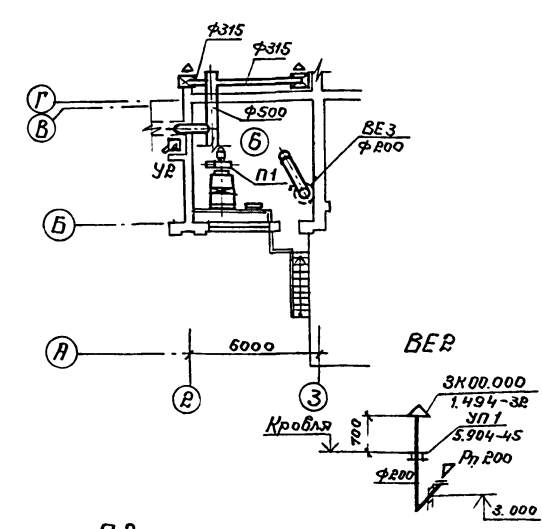 Ф315
Ф315
Г
В
Ф500
Б
ВЕ3
Ф200
У2
П1
Б
А
6000
2
3
ВЕ2
ЗК00.000
1.494-32
УП1
5.904-45
Кровля
700
Рп 200
Ф200
3.000